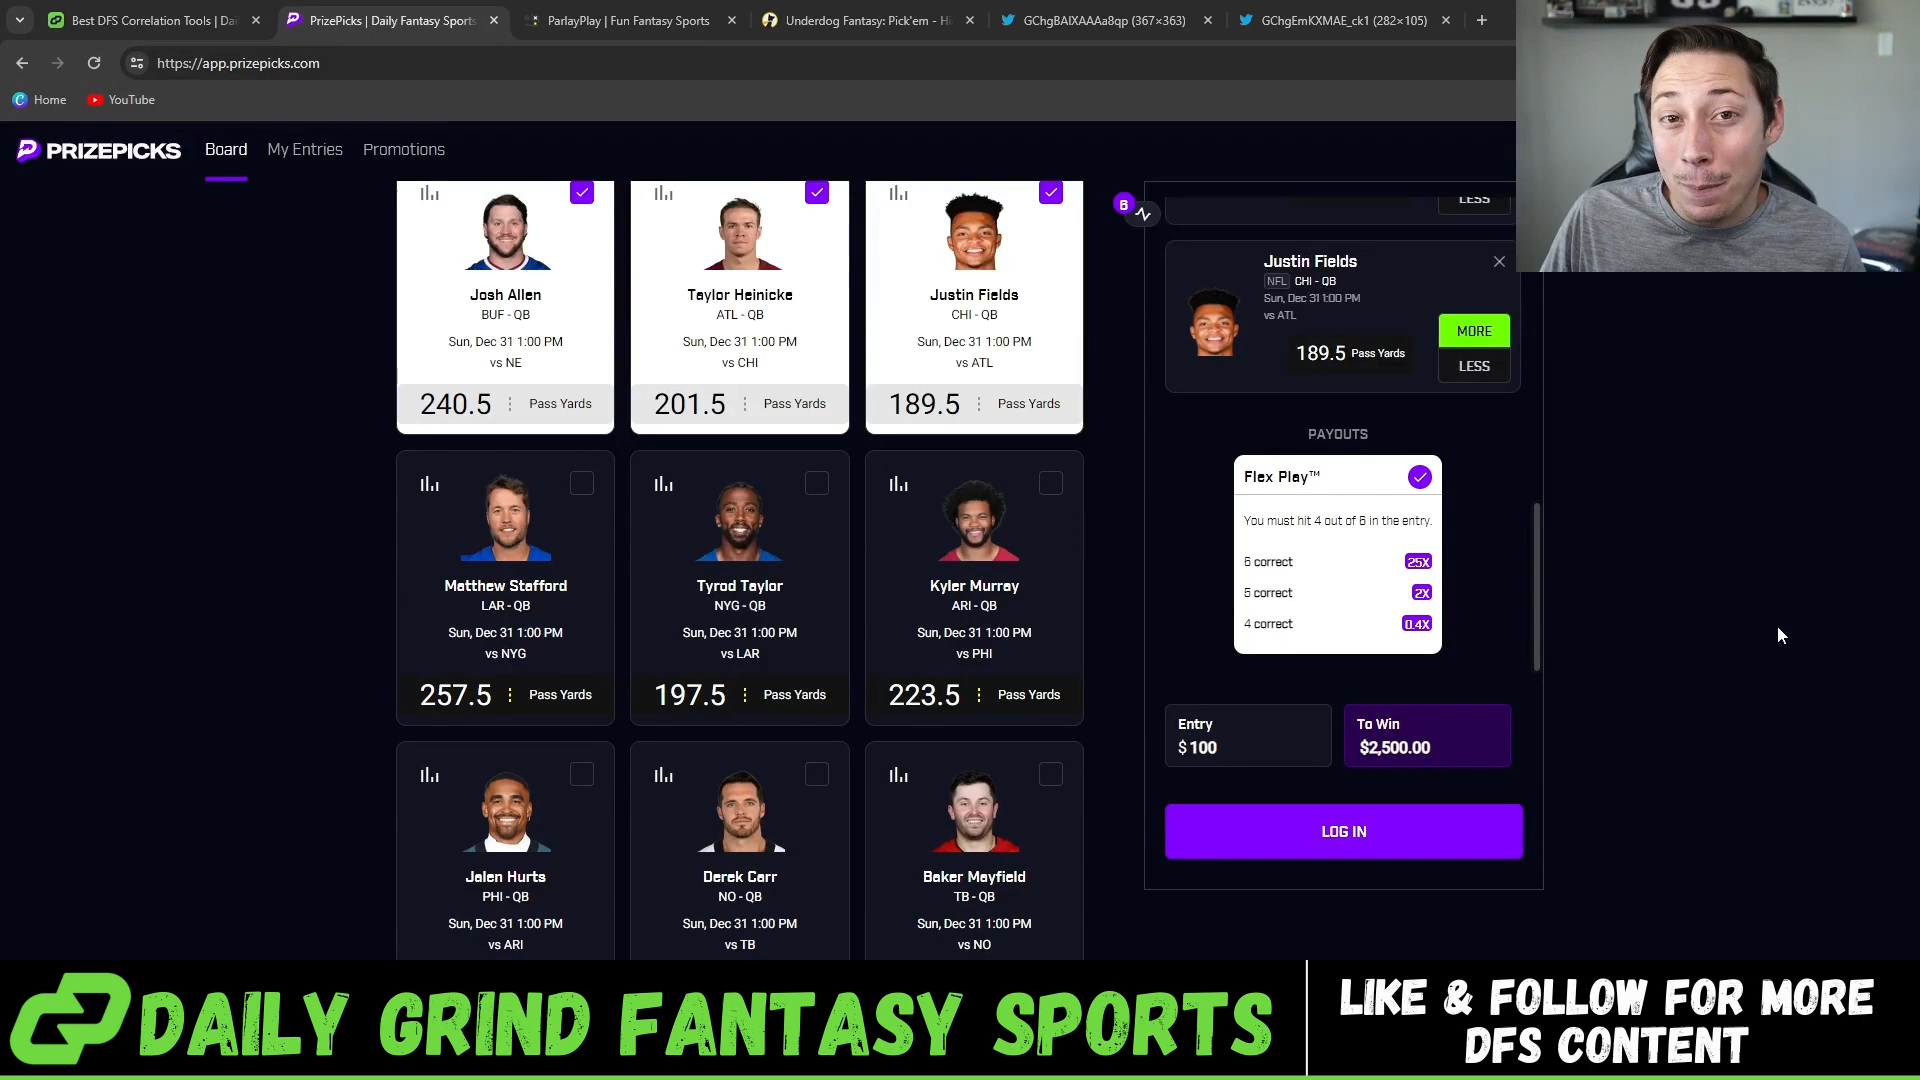 Best DFS Correlation Tools | Dai
PrizePicks | Daily Fantasy Sports
ParlayPlay | Fun Fantasy Sports
Underdog Fantasy: Pick'em - Hi
GChgBAIXAAAa8qp (367×363)
GChgEmKXMAE_ck1 (282×105)
https://app.prizepicks.com
Home
YouTube
PRIZEPICKS
Board
My Entries
Promotions
Josh Allen
BUF - QB
Sun, Dec 31 1:00 PM
vs NE
240.5 Pass Yards
Taylor Heinicke
ATL - QB
Sun, Dec 31 1:00 PM
vs CHI
201.5 Pass Yards
Justin Fields
CHI - QB
Sun, Dec 31 1:00 PM
vs ATL
189.5 Pass Yards
Matthew Stafford
LAR - QB
Sun, Dec 31 1:00 PM
vs NYG
257.5 Pass Yards
Tyrod Taylor
NYG - QB
Sun, Dec 31 1:00 PM
vs LAR
197.5 Pass Yards
Kyler Murray
ARI - QB
Sun, Dec 31 1:00 PM
vs PHI
223.5 Pass Yards
Jalen Hurts
PHI - QB
Sun, Dec 31 1:00 PM
vs ARI
Derek Carr
NO - QB
Sun, Dec 31 1:00 PM
vs TB
Baker Mayfield
TB - QB
Sun, Dec 31 1:00 PM
vs NO
6
LESS
Justin Fields
NFL CHI - QB
Sun, Dec 31 1:00 PM
vs ATL
189.5 Pass Yards
MORE
LESS
PAYOUTS
Flex Play™
You must hit 4 out of 6 in the entry.
6 correct 25X
5 correct 2X
4 correct 0.4X
Entry
$ 100
To Win
$2,500.00
LOG IN
DAILY GRIND FANTASY SPORTS
LIKE & FOLLOW FOR MORE
DFS CONTENT